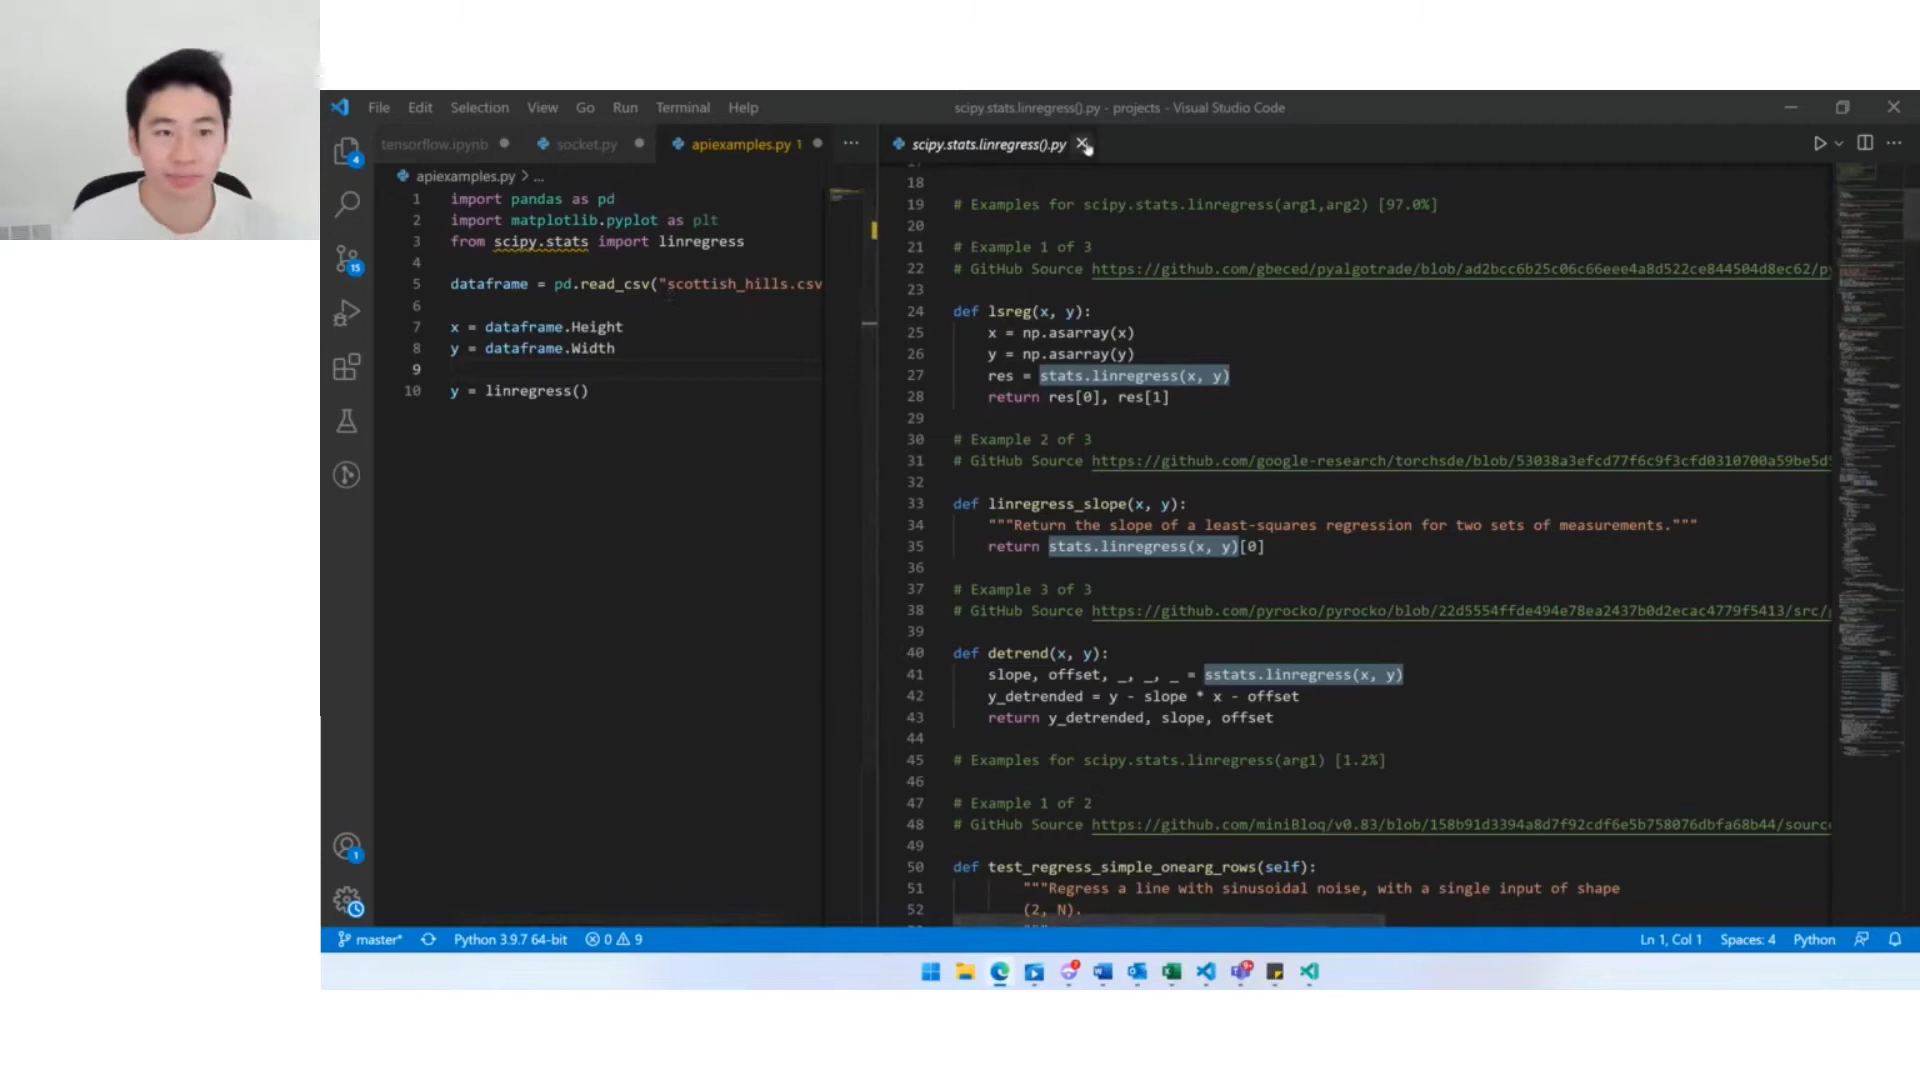 File Edit Selection View Go Run Terminal Help
scipy.stats.linregress().py - projects - Visual Studio Code
tensorflow.ipynb
socket.py
apiexamples.py 1
apiexamples.py > ...
1 import pandas as pd
2 import matplotlib.pyplot as plt
3 from scipy.stats import linregress
4
5 dataframe = pd.read_csv("scottish_hills.csv
6
7 x = dataframe.Height
8 y = dataframe.Width
9
10 y = linregress()
4
15
1
scipy.stats.linregress().py
18
19 # Examples for scipy.stats.linregress(arg1,arg2) [97.0%]
20
21 # Example 1 of 3
22 # GitHub Source https://github.com/gbeced/pyalgotrade/blob/ad2bcc6b25c06c66eee4a8d522ce844504d8ec62/py
23
24 def lsreg(x, y):
25 x = np.asarray(x)
26 y = np.asarray(y)
27 res = stats.linregress(x, y)
28 return res[0], res[1]
29
30 # Example 2 of 3
31 # GitHub Source https://github.com/google-research/torchsde/blob/53038a3efcd77f6c9f3cfd0310700a59be5d5
32
33 def linregress_slope(x, y):
34 """Return the slope of a least-squares regression for two sets of measurements."""
35 return stats.linregress(x, y)[0]
36
37 # Example 3 of 3
38 # GitHub Source https://github.com/pyrocko/pyrocko/blob/22d5554ffde494e78ea2437b0d2ecac4779f5413/src/
39
40 def detrend(x, y):
41 slope, offset, _, _, _ = sstats.linregress(x, y)
42 y_detrended = y - slope * x - offset
43 return y_detrended, slope, offset
44
45 # Examples for scipy.stats.linregress(arg1) [1.2%]
46
47 # Example 1 of 2
48 # GitHub Source https://github.com/miniBloq/v0.83/blob/158b91d3394a8d7f92cdf6e5b758076dbfa68b44/source
49
50 def test_regress_simple_onearg_rows(self):
51 """Regress a line with sinusoidal noise, with a single input of shape
52 (2, N).
master* Python 3.9.7 64-bit 0 9
Ln 1, Col 1 Spaces: 4 Python